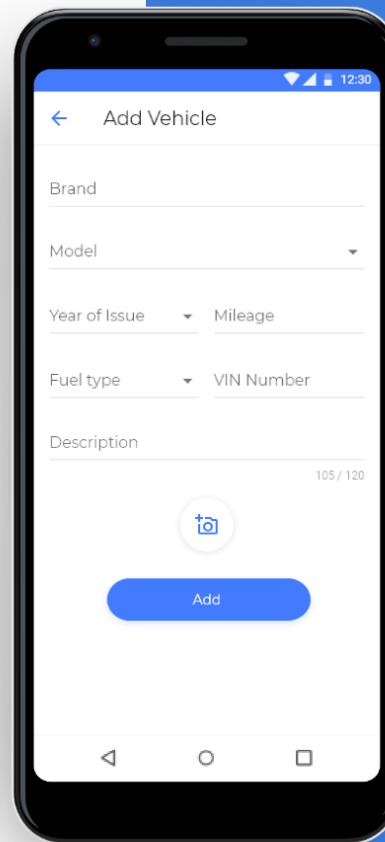 12:30
Add Vehicle
Brand
Model
Year of Issue Mileage
Fuel type VIN Number
Description
105 / 120
Add